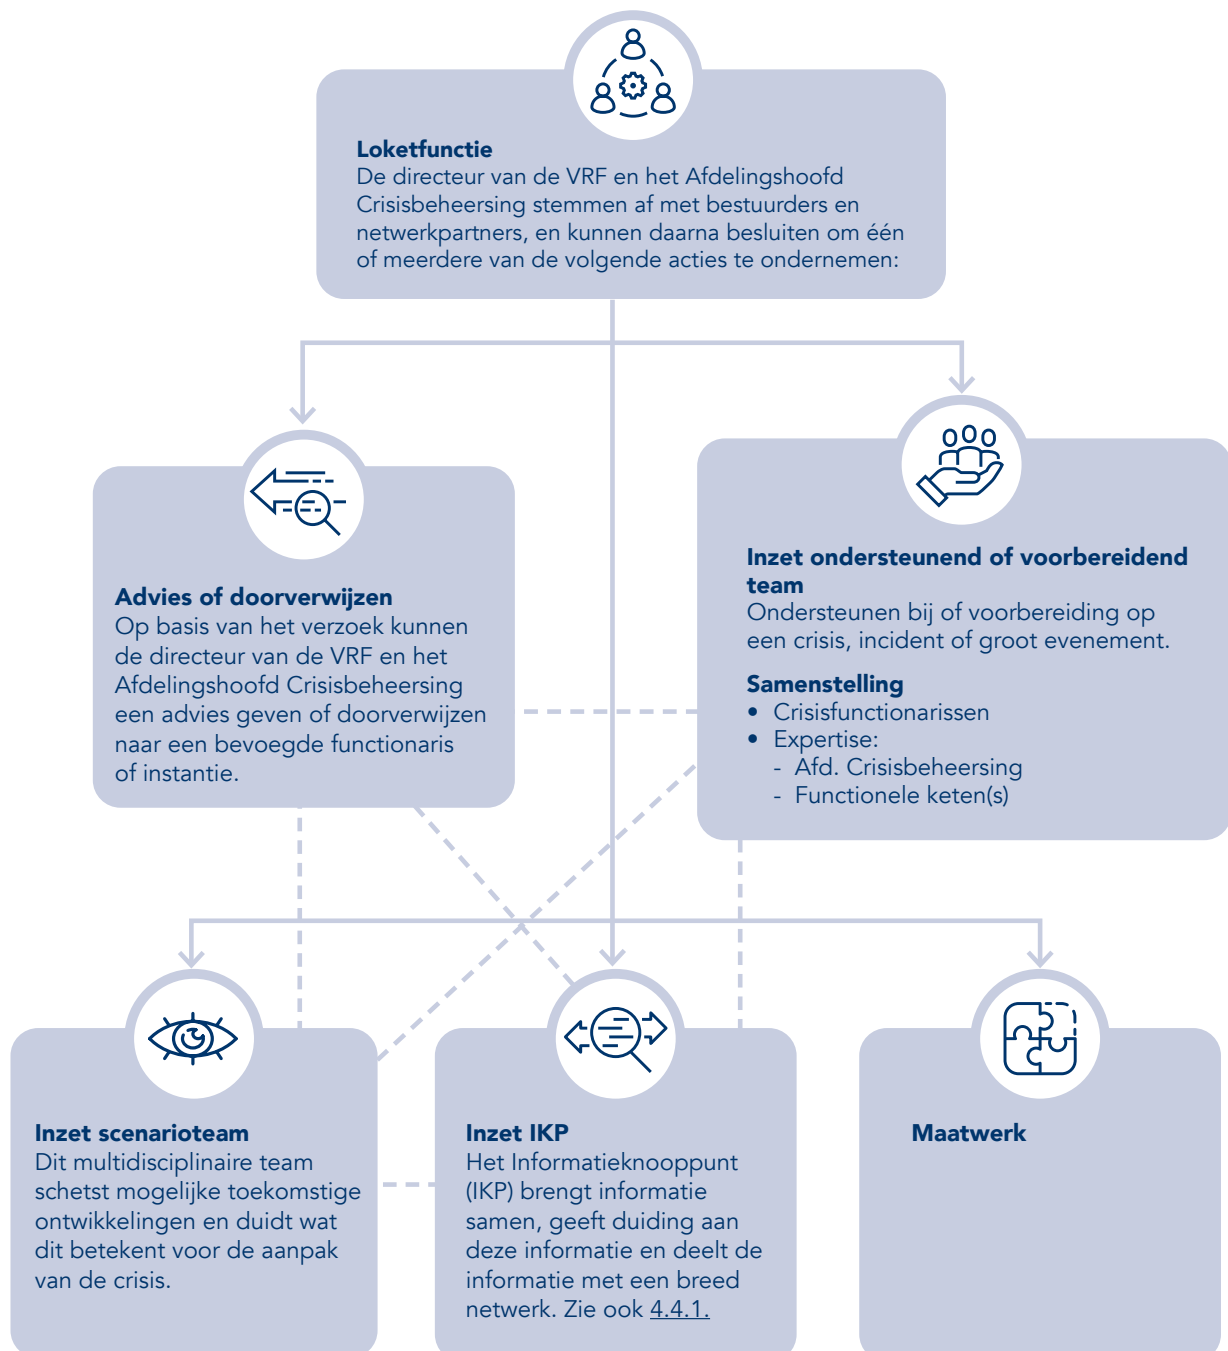 Loketfunctie
De directeur van de VRF en het Afdelingshoofd
Crisisbeheersing stemmen af met bestuurders en
netwerkpartners, en kunnen daarna besluiten om één
of meerdere van de volgende acties te ondernemen:
Advies of doorverwijzen
Op basis van het verzoek kunnen
de directeur van de VRF en het
Afdelingshoofd Crisisbeheersing
een advies geven of doorverwijzen
naar een bevoegde functionaris
of instantie.
Inzet ondersteunend of voorbereidend
team
Ondersteunen bij of voorbereiding op
een crisis, incident of groot evenement.
Samenstelling
• Crisisfunctionarissen
• Expertise:
- Afd. Crisisbeheersing
- Functionele keten(s)
Inzet scenarioteam
Dit multidisciplinaire team
schetst mogelijke toekomstige
ontwikkelingen en duidt wat
dit betekent voor de aanpak
van de crisis.
Inzet IKP
Het Informatieknooppunt
(IKP) brengt informatie
samen, geeft duiding aan
deze informatie en deelt de
informatie met een breed
netwerk. Zie ook 4.4.1.
Maatwerk